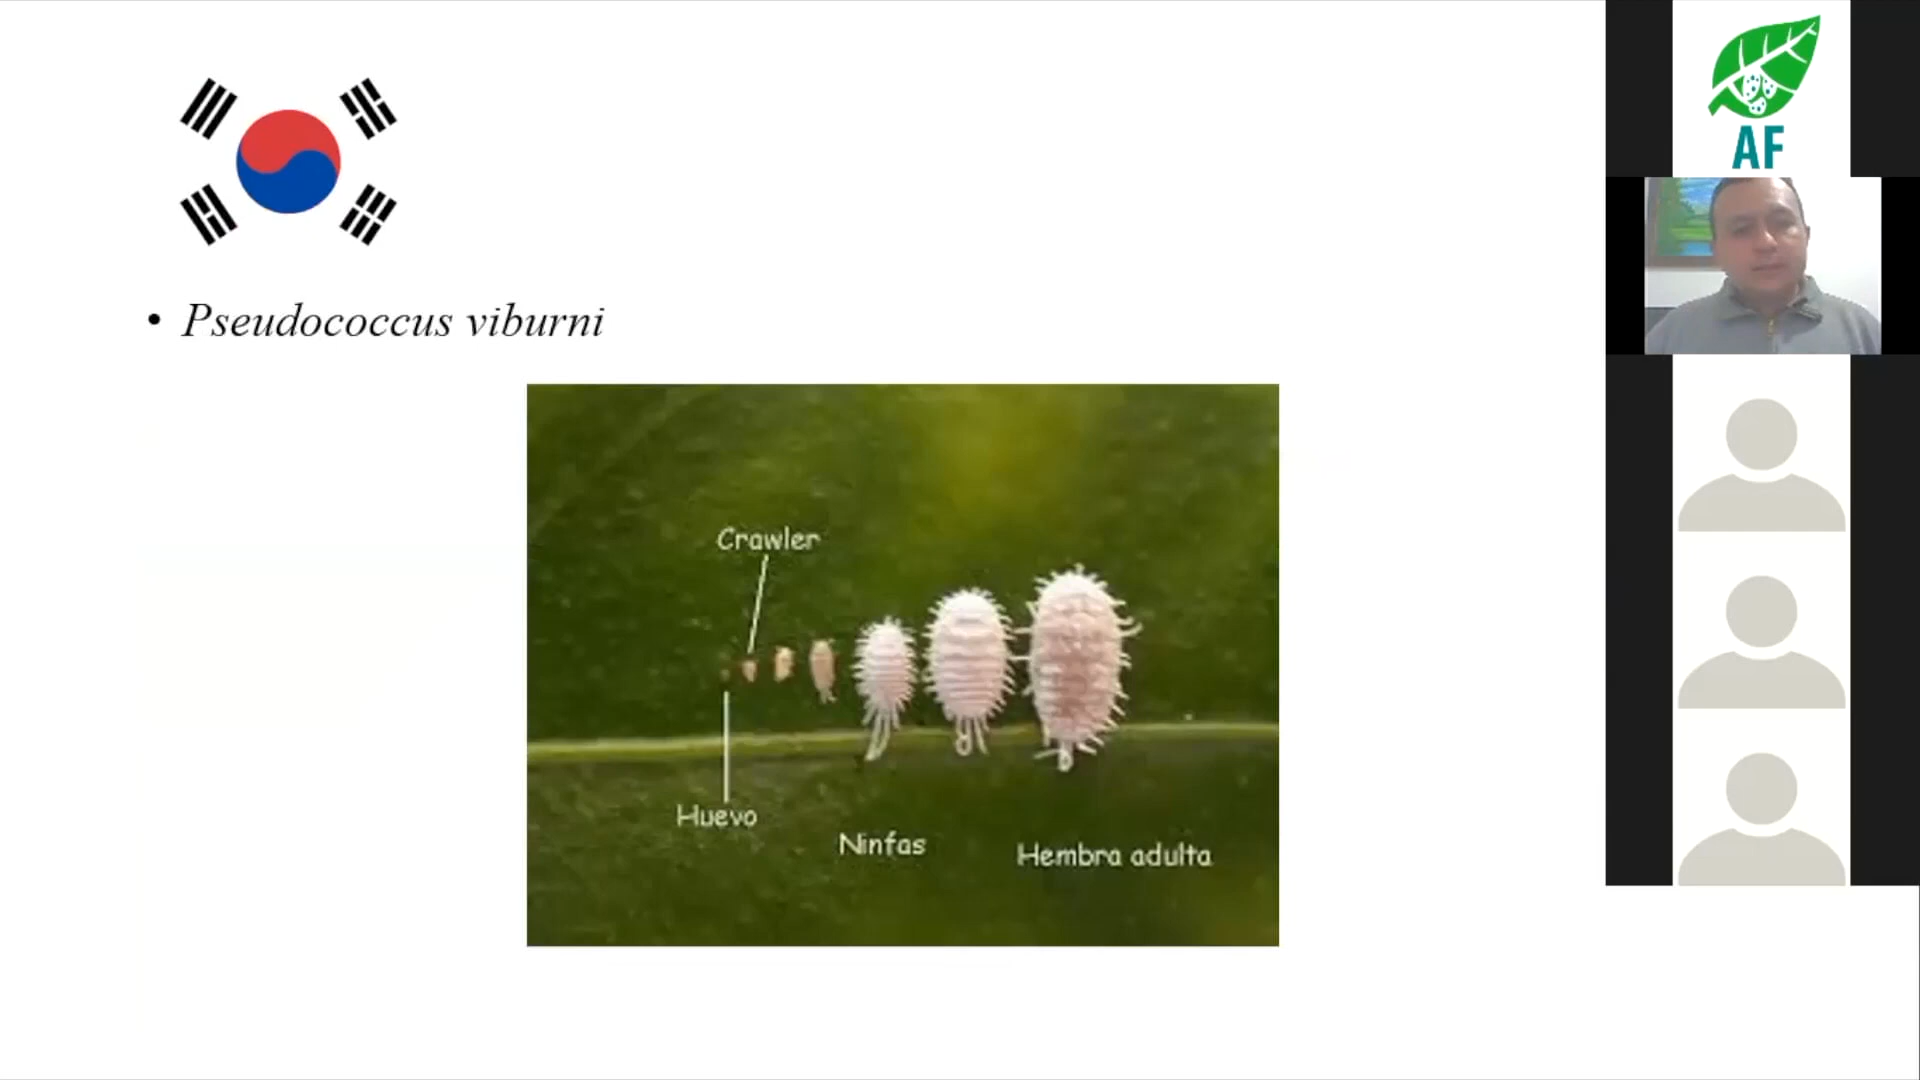 AF
• Pseudococcus viburni
Crawler
Huevo
Ninfas
Hembra adulta